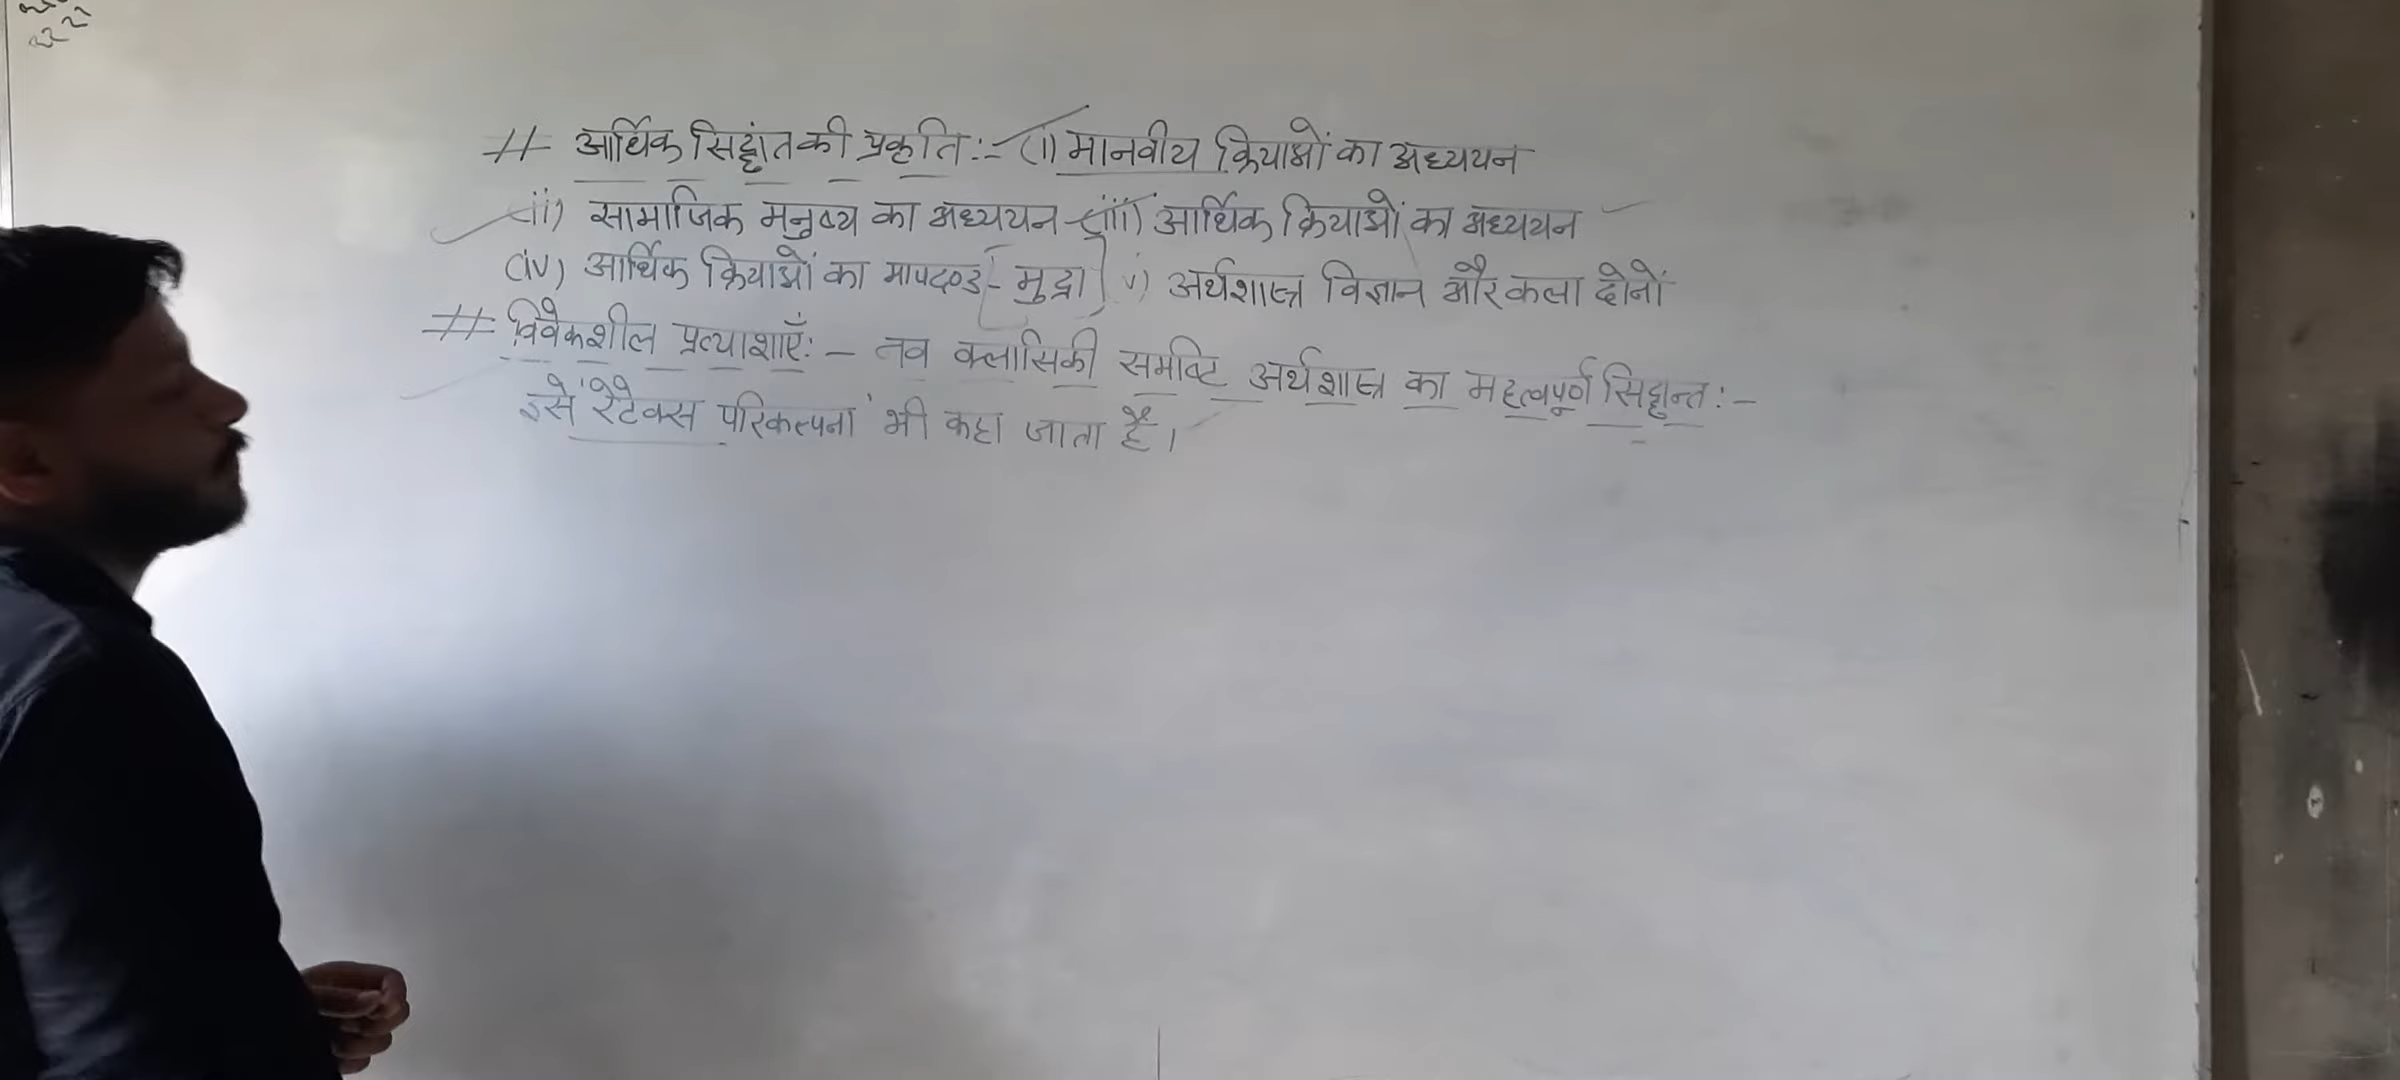 # आर्थिक सिद्धांत की प्रकृति:- (i) मानवीय क्रियाओं का अध्ययन
(ii) सामाजिक मनुष्य का अध्ययन (iii) आर्थिक क्रियाओं का अध्ययन
(iv) आर्थिक क्रियाओं का मापदण्ड - मुद्रा v) अर्थशास्त्र विज्ञान और कला दोनों
# विवेकशील प्रत्याशाएँ:- नव क्लासिकी समष्टि अर्थशास्त्र का महत्वपूर्ण सिद्धान्त:-
इसे 'रेटेक्स परिकल्पना' भी कहा जाता है।